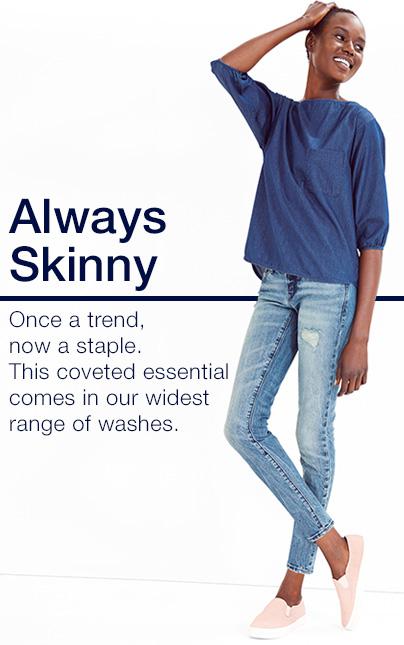 Always
Skinny
Once a trend,
now a staple.
This coveted essential
comes in our widest
range of washes.